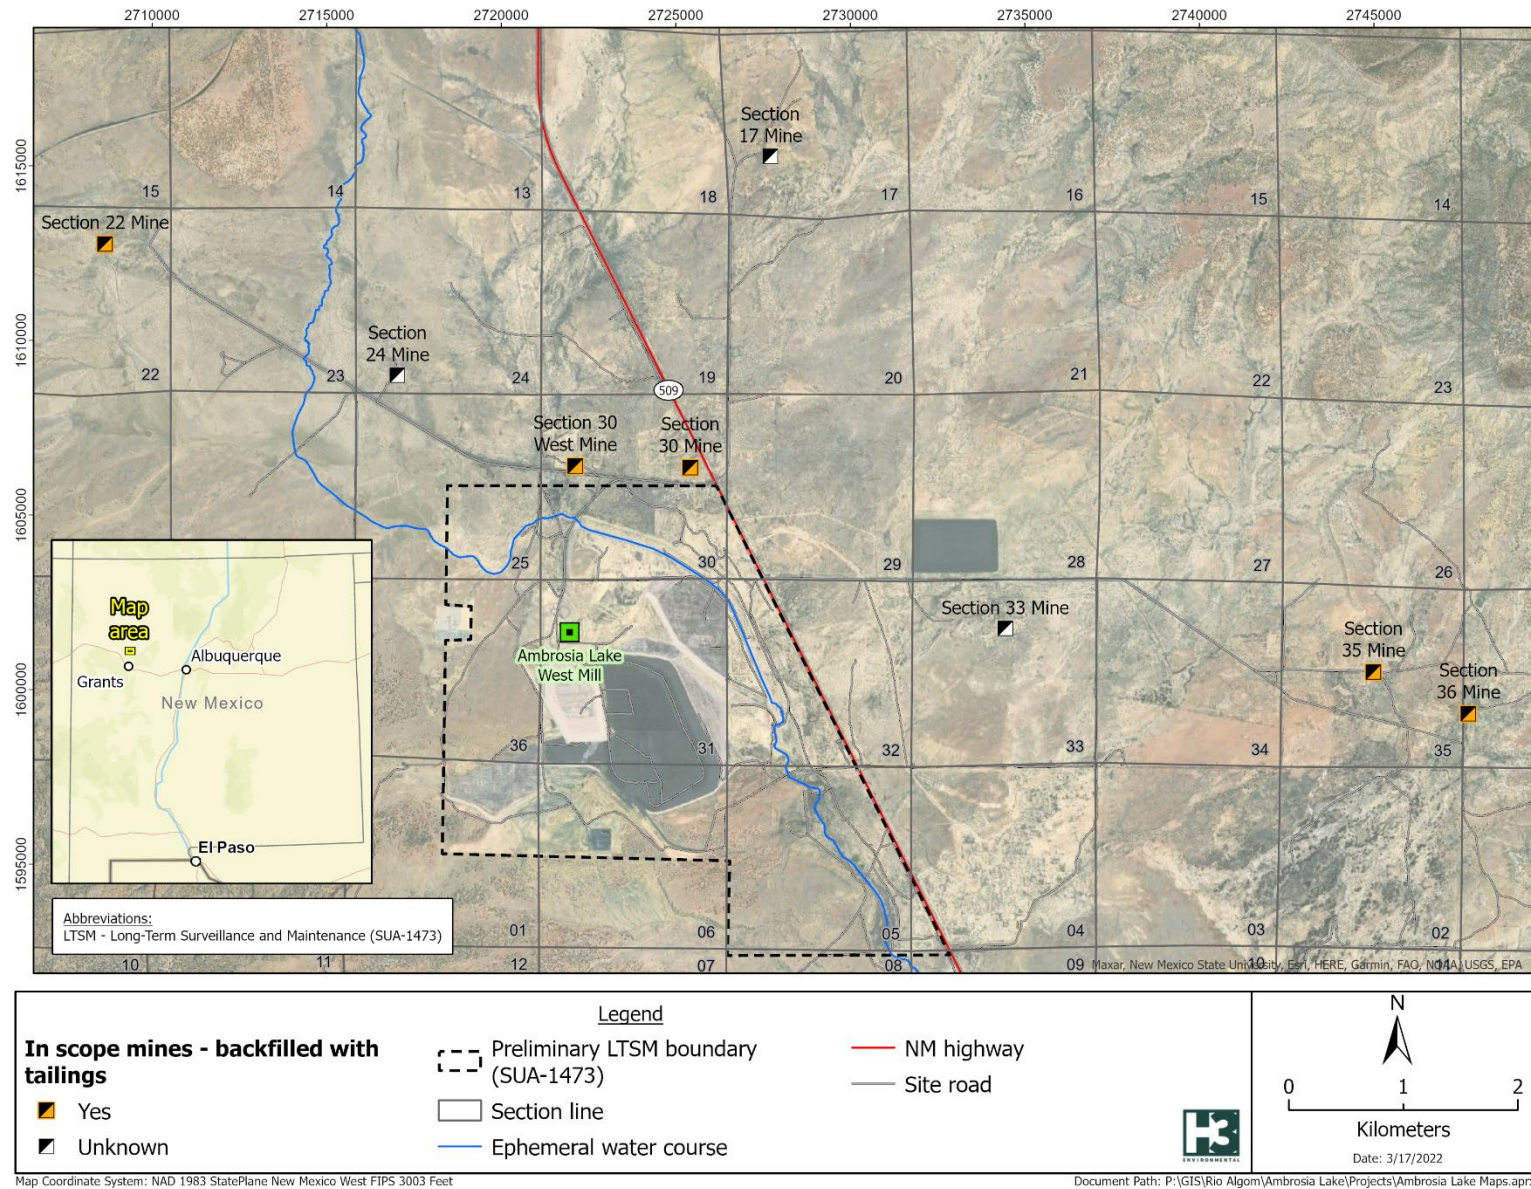 2710000 2715000 2720000 2725000 2730000 2735000 2740000 2745000
1615000
1610000
1605000
1600000
1595000
Section
17 Mine
15 14 13 18 17 16 15 14
Section 22 Mine
Section
24 Mine
22 23 24 19 20 21 22 23
509
Section 30
West Mine
Section
30 Mine
25 30 29 28 27 26
Section 33 Mine
Ambrosia Lake
West Mill
Section
35 Mine
Section
36 Mine
36 31 32 33 34 35
01 06 05 04 03 02
10 11 12 07 08 09 10
Map
area
Albuquerque
Grants
New Mexico
El Paso
Abbreviations:
LTSM - Long-Term Surveillance and Maintenance (SUA-1473)
Maxar, New Mexico State University, Esri, HERE, Garmin, FAO, NOAA, USGS, EPA
Legend
In scope mines - backfilled with
tailings
Yes
Unknown
Preliminary LTSM boundary
(SUA-1473)
Section line
Ephemeral water course
NM highway
Site road
H3
ENVIRONMENTAL
N
0 1 2
Kilometers
Date: 3/17/2022
Map Coordinate System: NAD 1983 StatePlane New Mexico West FIPS 3003 Feet
Document Path: P:\GIS\Rio Algom\Ambrosia Lake\Projects\Ambrosia Lake Maps.apr